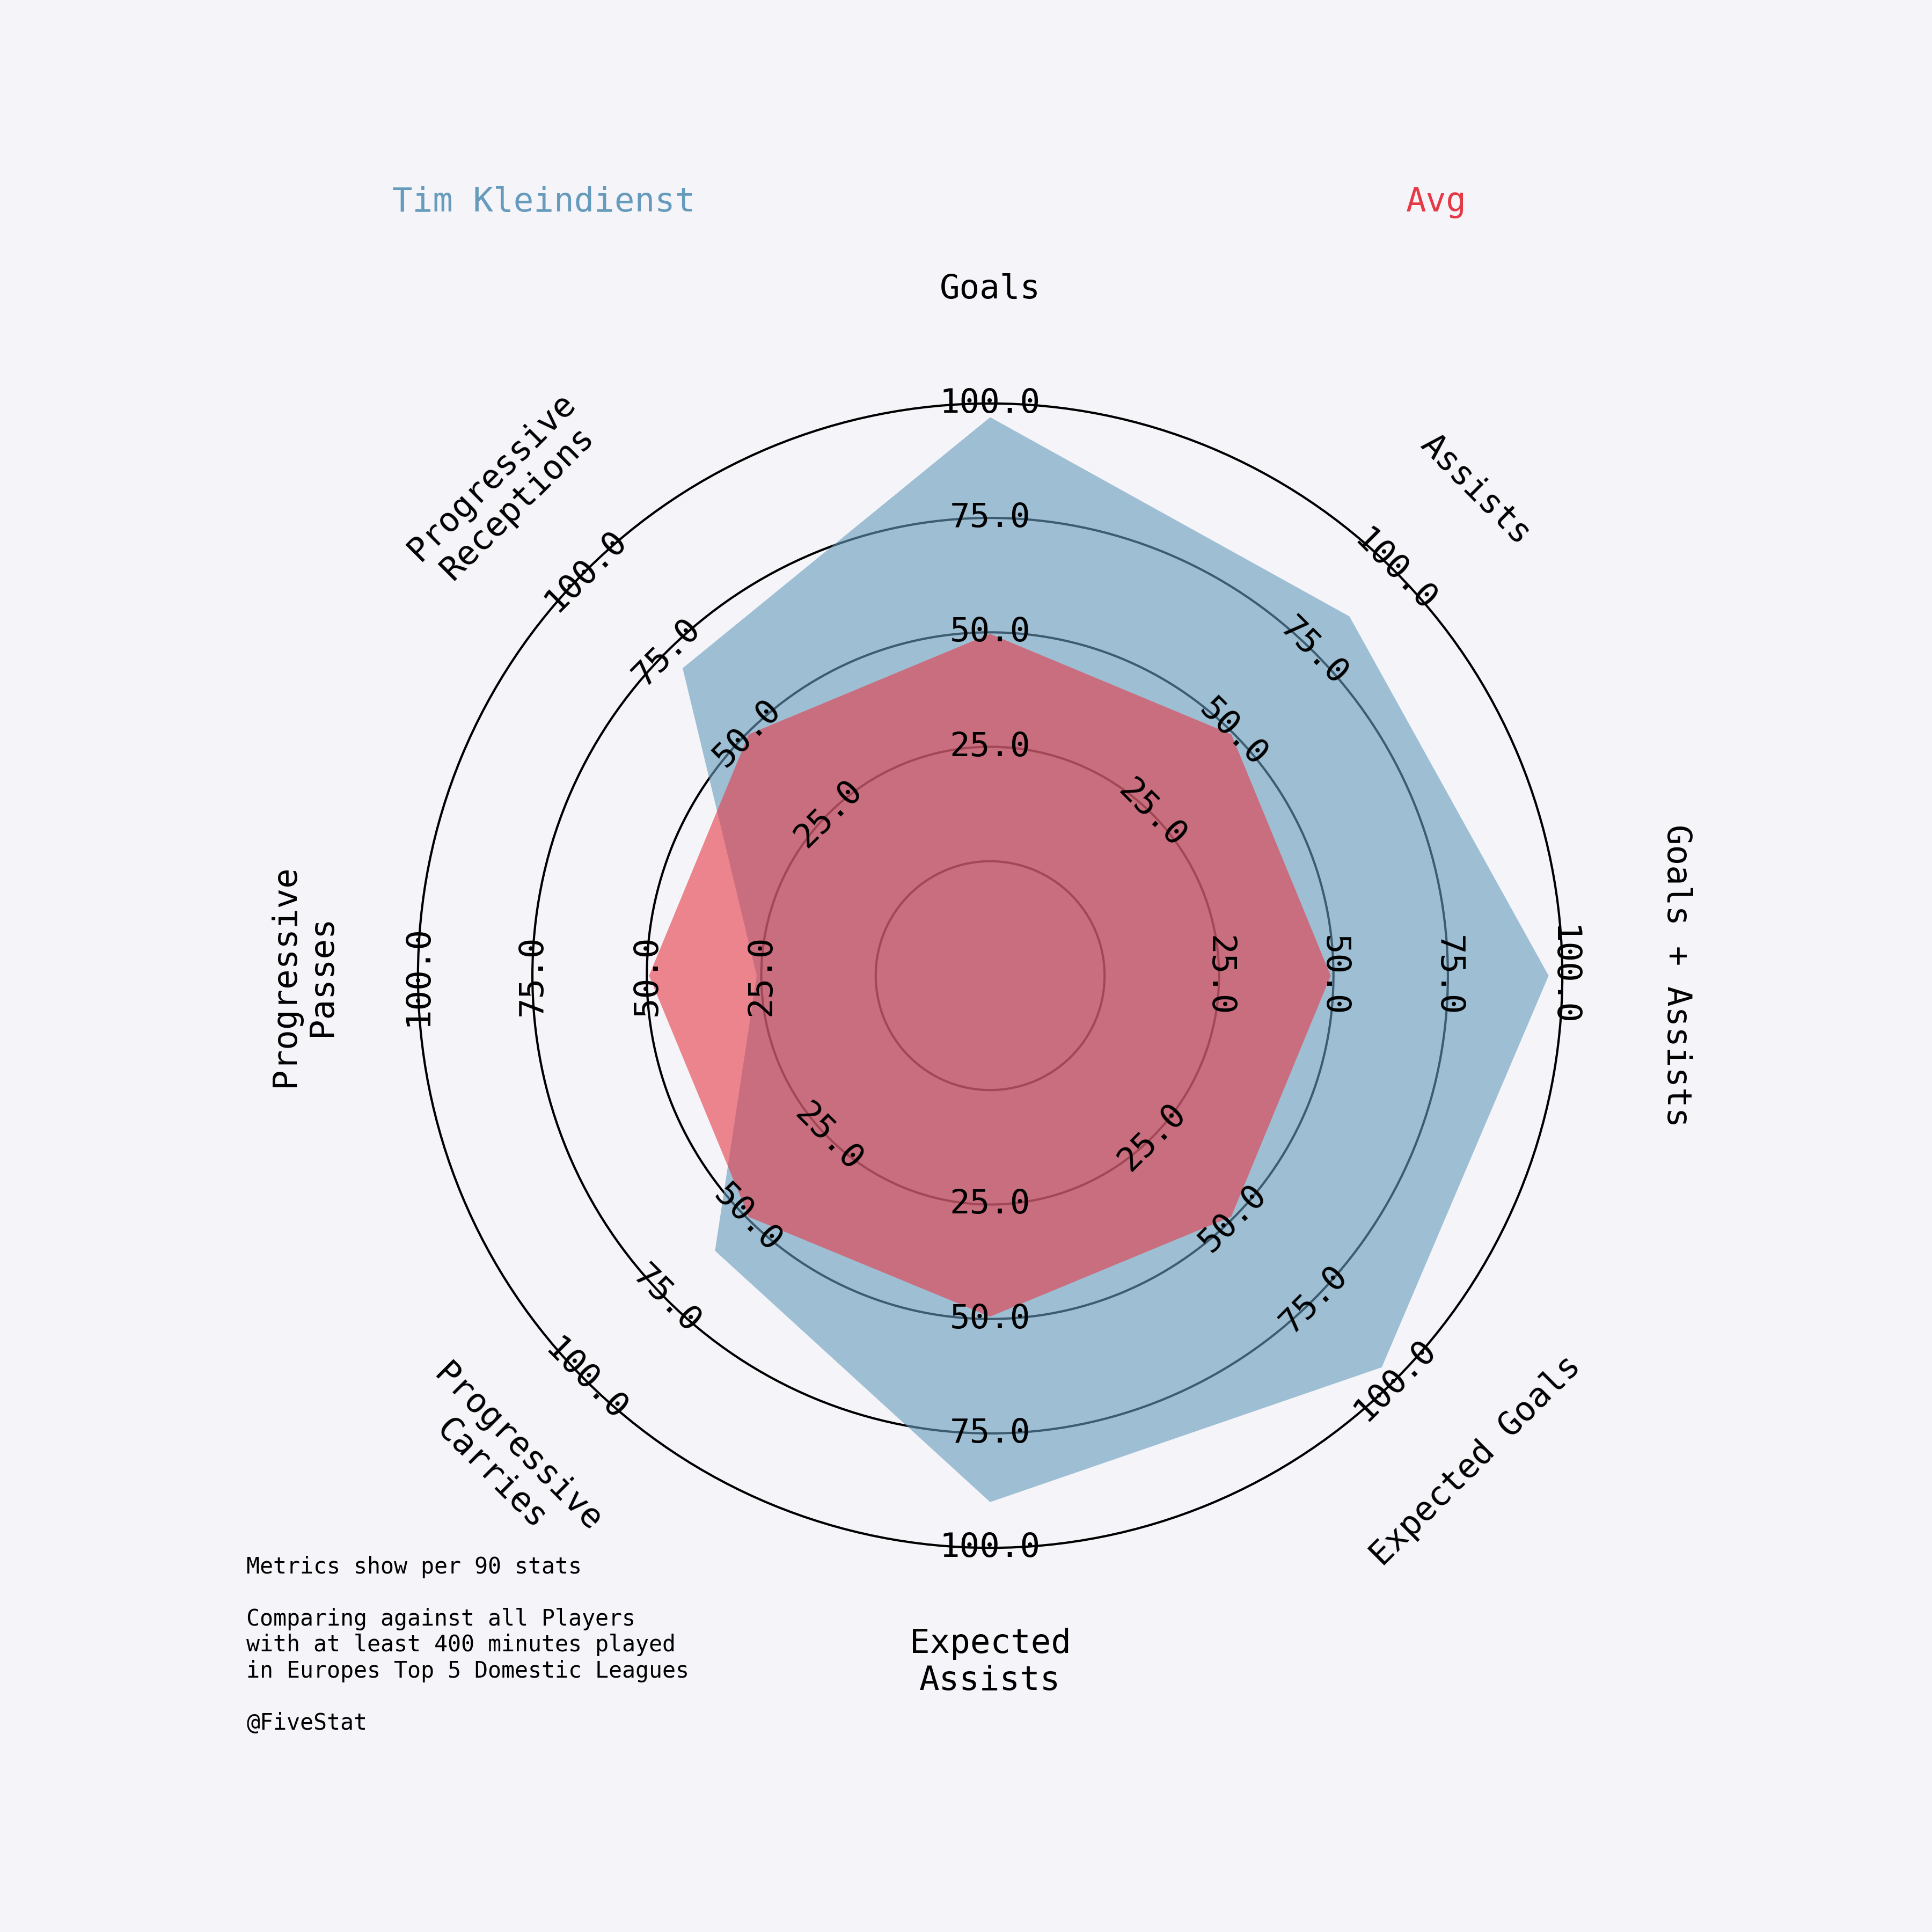 Tim Kleindienst
Avg
Goals
Assists
Goals + Assists
Expected Goals
Expected
Assists
Progressive
Carries
Progressive
Passes
Progressive
Receptions
25.0
50.0
75.0
100.0
25.0
50.0
75.0
100.0
25.0
50.0
75.0
100.0
25.0
50.0
75.0
100.0
25.0
50.0
75.0
100.0
25.0
50.0
75.0
100.0
25.0
50.0
75.0
100.0
25.0
50.0
75.0
100.0
Metrics show per 90 stats
Comparing against all Players
with at least 400 minutes played
in Europes Top 5 Domestic Leagues
@FiveStat